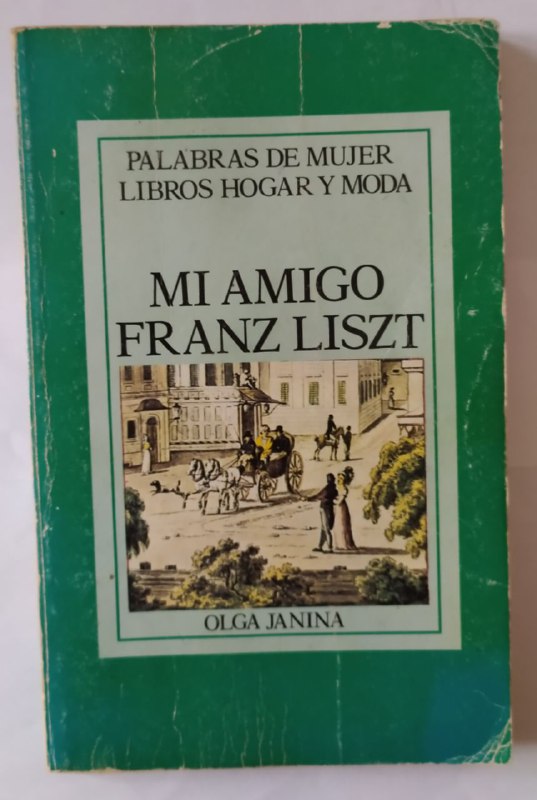 PALABRAS DE MUJER
LIBROS HOGAR Y MODA
MI AMIGO
FRANZ LISZT
OLGA JANINA